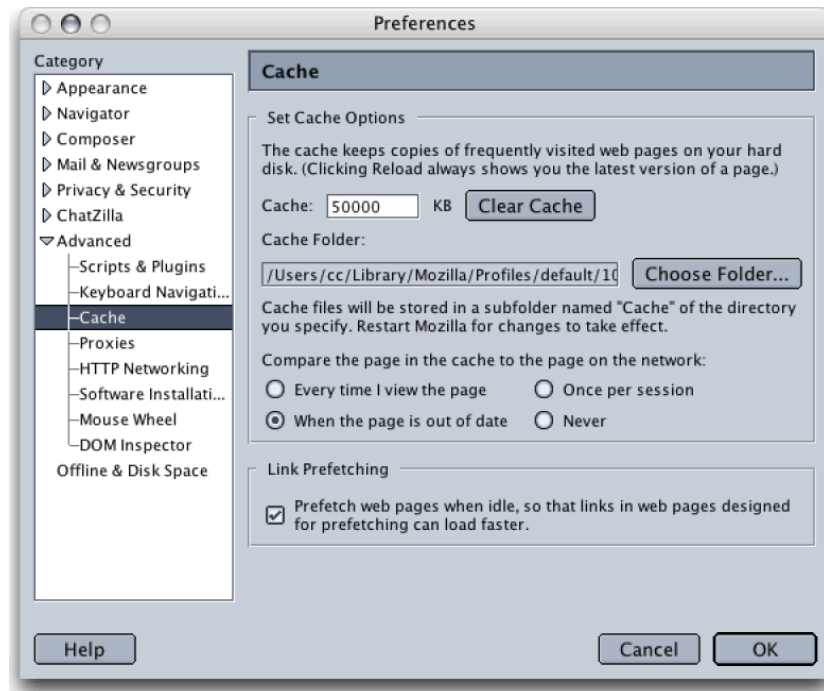 Preferences
Category
Appearance
Navigator
Composer
Mail & Newsgroups
Privacy & Security
ChatZilla
Advanced
Scripts & Plugins
Keyboard Navigati...
Cache
Proxies
HTTP Networking
Software Installati...
Mouse Wheel
DOM Inspector
Offline & Disk Space
Cache
Set Cache Options
The cache keeps copies of frequently visited web pages on your hard
disk. (Clicking Reload always shows you the latest version of a page.)
Cache: 50000 KB Clear Cache
Cache Folder:
/Users/cc/Library/Mozilla/Profiles/default/10 Choose Folder...
Cache files will be stored in a subfolder named "Cache" of the directory
you specify. Restart Mozilla for changes to take effect.
Compare the page in the cache to the page on the network:
Every time I view the page Once per session
When the page is out of date Never
Link Prefetching
Prefetch web pages when idle, so that links in web pages designed
for prefetching can load faster.
Help Cancel OK